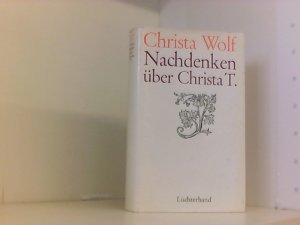 Christa Wolf
Nachdenken
über Christa T.
Luchterhand